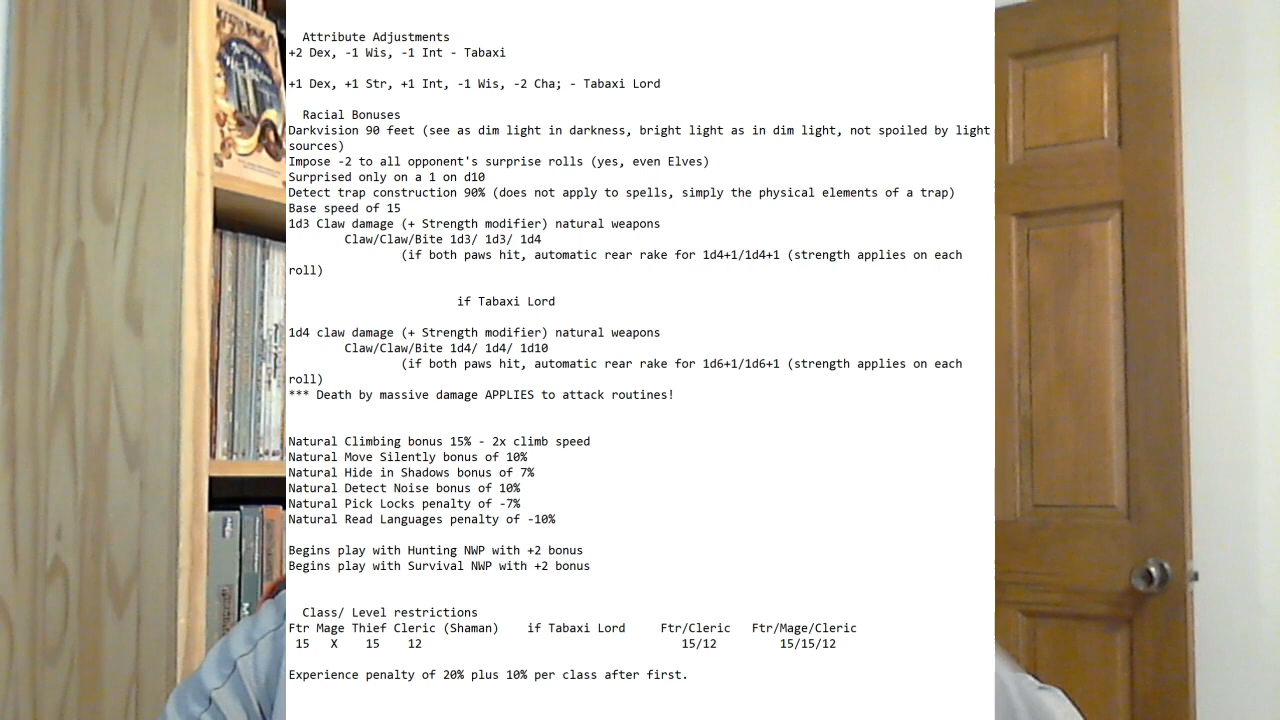 Attribute Adjustments
+2 Dex, -1 Wis, -1 Int - Tabaxi
+1 Dex, +1 Str, +1 Int, -1 Wis, -2 Cha; - Tabaxi Lord
Racial Bonuses
Darkvision 90 feet (see as dim light in darkness, bright light as in dim light, not spoiled by light
sources)
Impose -2 to all opponent's surprise rolls (yes, even Elves)
Surprised only on a 1 on d10
Detect trap construction 90% (does not apply to spells, simply the physical elements of a trap)
Base speed of 15
1d3 Claw damage (+ Strength modifier) natural weapons
Claw/Claw/Bite 1d3/ 1d3/ 1d4
(if both paws hit, automatic rear rake for 1d4+1/1d4+1 (strength applies on each
roll)
if Tabaxi Lord
1d4 claw damage (+ Strength modifier) natural weapons
Claw/Claw/Bite 1d4/ 1d4/ 1d10
(if both paws hit, automatic rear rake for 1d6+1/1d6+1 (strength applies on each
roll)
*** Death by massive damage APPLIES to attack routines!
Natural Climbing bonus 15% - 2x climb speed
Natural Move Silently bonus of 10%
Natural Hide in Shadows bonus of 7%
Natural Detect Noise bonus of 10%
Natural Pick Locks penalty of -7%
Natural Read Languages penalty of -10%
Begins play with Hunting NWP with +2 bonus
Begins play with Survival NWP with +2 bonus
Class/ Level restrictions
Ftr Mage Thief Cleric (Shaman) if Tabaxi Lord Ftr/Cleric Ftr/Mage/Cleric
15 X 15 12 15/12 15/15/12
Experience penalty of 20% plus 10% per class after first.